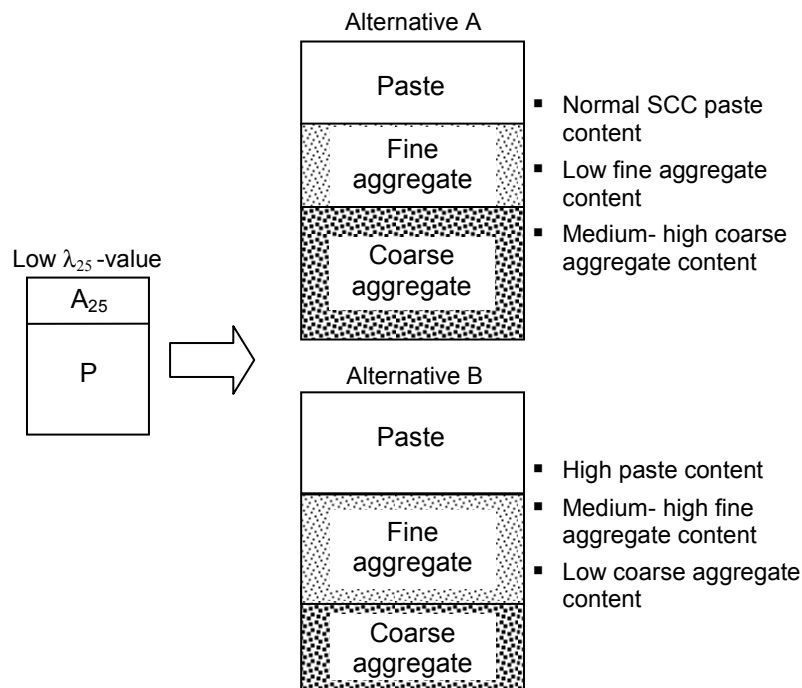 Alternative A
Paste
Fine
aggregate
Coarse
aggregate
▪ Normal SCC paste
content
▪ Low fine aggregate
content
▪ Medium- high coarse
aggregate content
Low λ25 -value
A25
P
Alternative B
Paste
Fine
aggregate
Coarse
aggregate
▪ High paste content
▪ Medium- high fine
aggregate content
▪ Low coarse aggregate
content